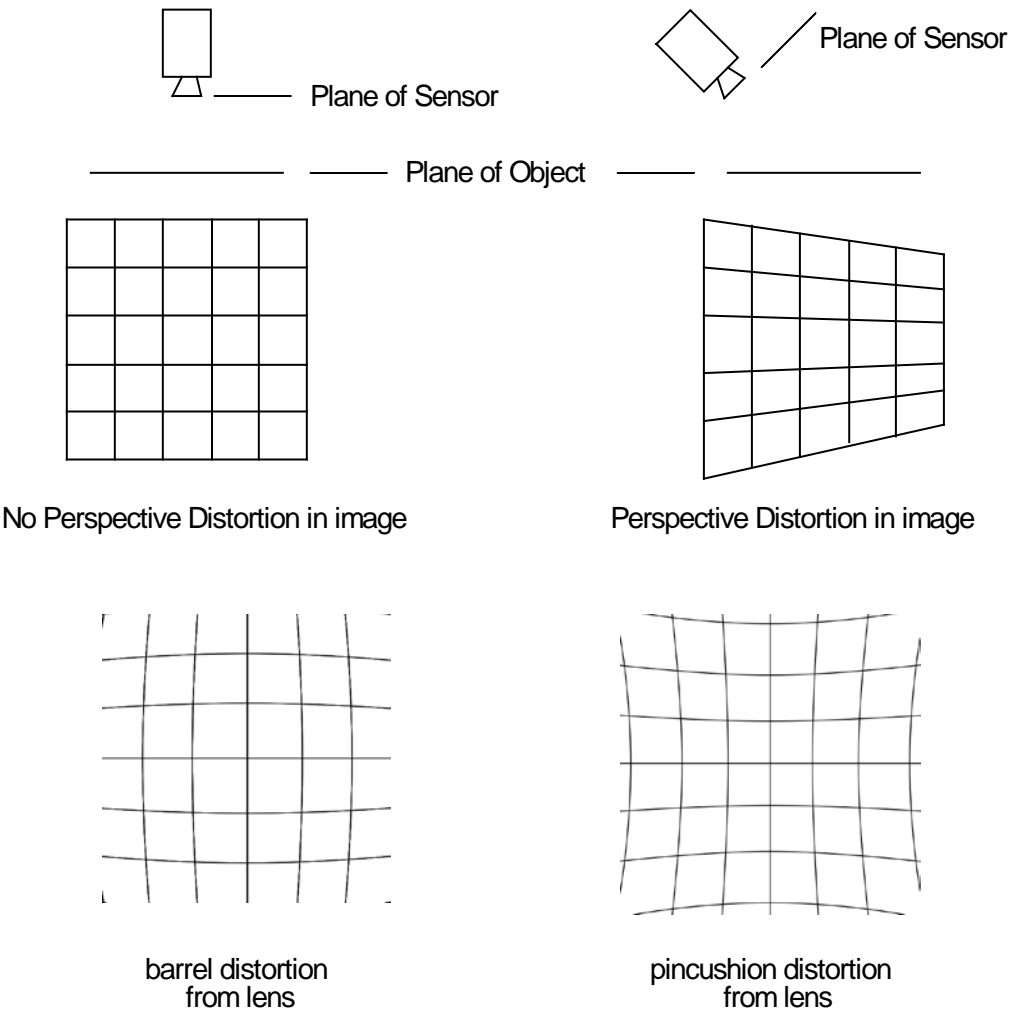 Plane of Sensor
Plane of Sensor
Plane of Object
No Perspective Distortion in image
Perspective Distortion in image
barrel distortion
from lens
pincushion distortion
from lens